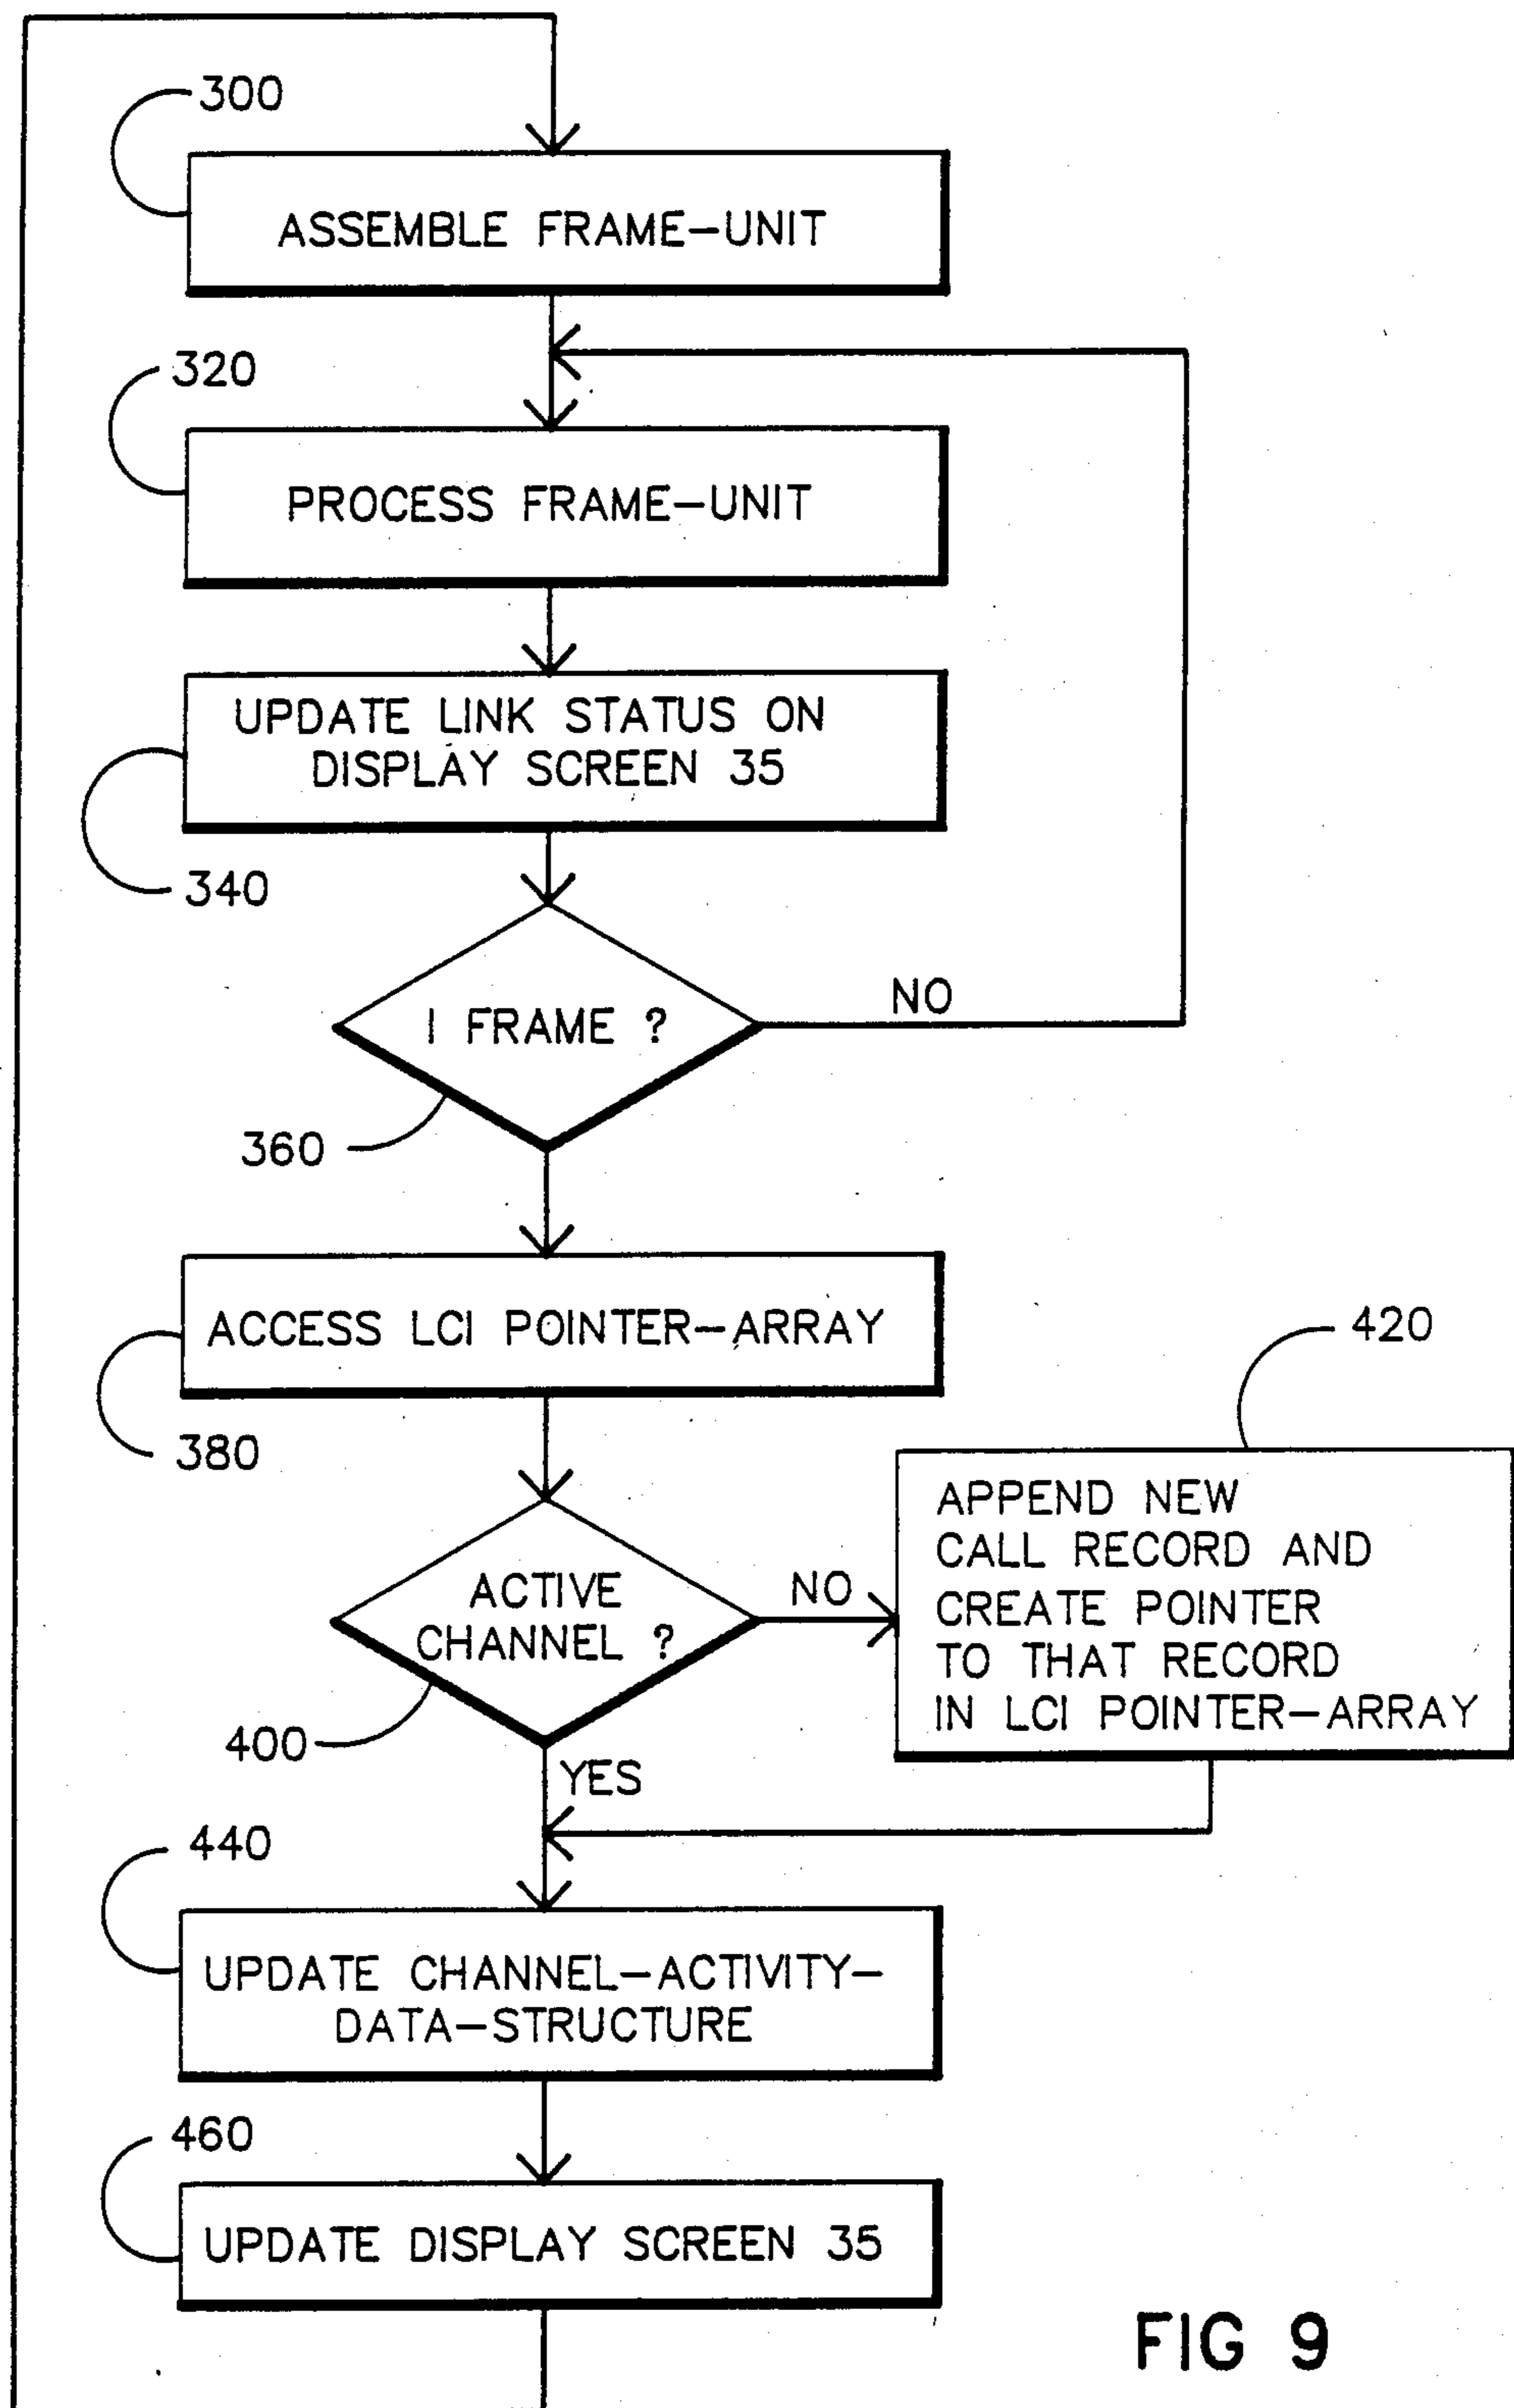 300
ASSEMBLE FRAME-UNIT
320
PROCESS FRAME-UNIT
UPDATE LINK STATUS ON
DISPLAY SCREEN 35
340
I FRAME ?
NO
360
ACCESS LCI POINTER-ARRAY
380
420
APPEND NEW
CALL RECORD AND
CREATE POINTER
TO THAT RECORD
IN LCI POINTER-ARRAY
ACTIVE
CHANNEL ?
NO
400
YES
440
UPDATE CHANNEL-ACTIVITY-
DATA-STRUCTURE
460
UPDATE DISPLAY SCREEN 35
FIG 9